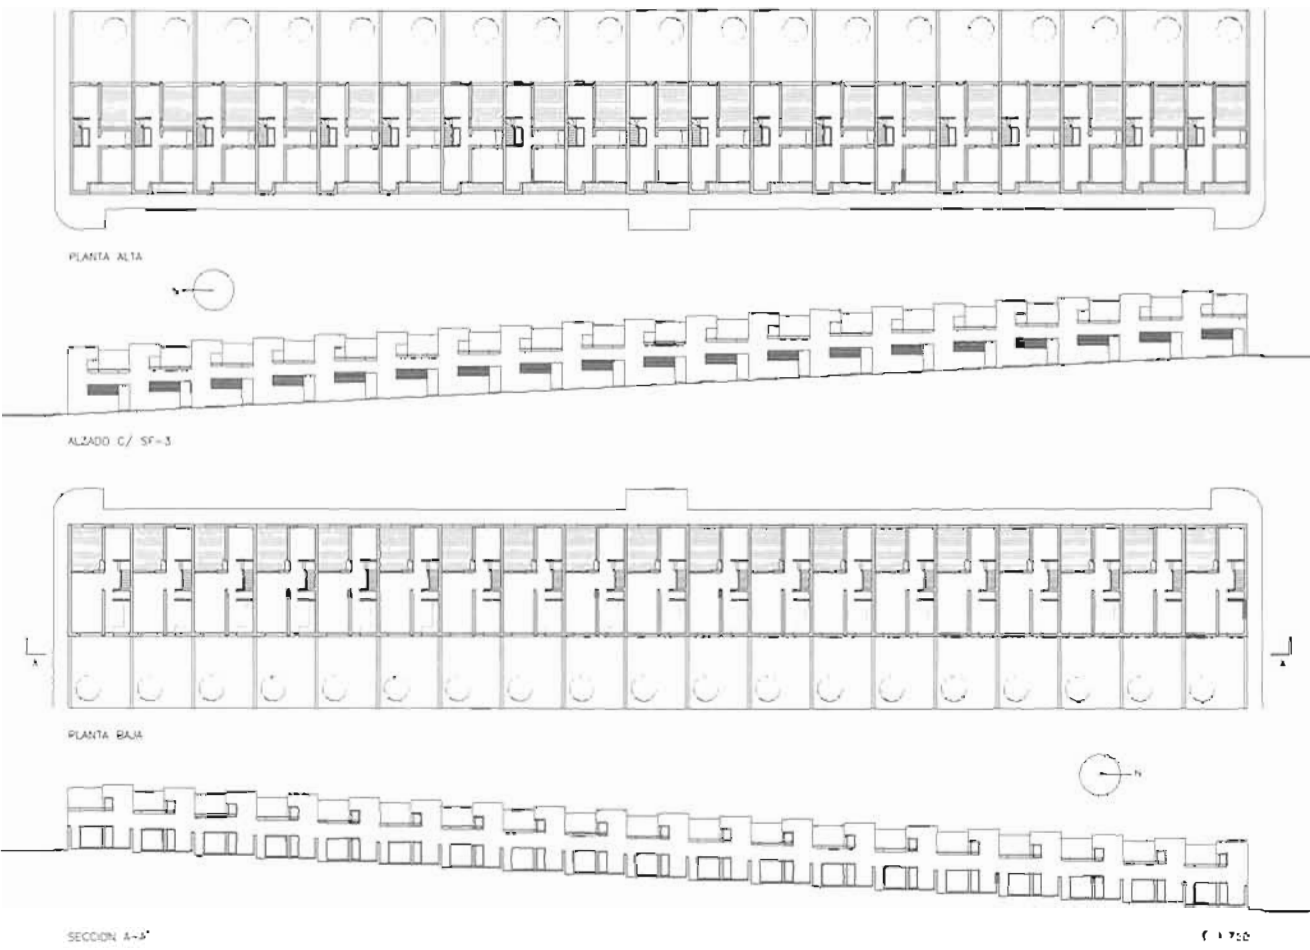 PLANTA ALTA
ALZADO C/ SF-3
A
A
PLANTA BAJA
N
SECCION A-A'